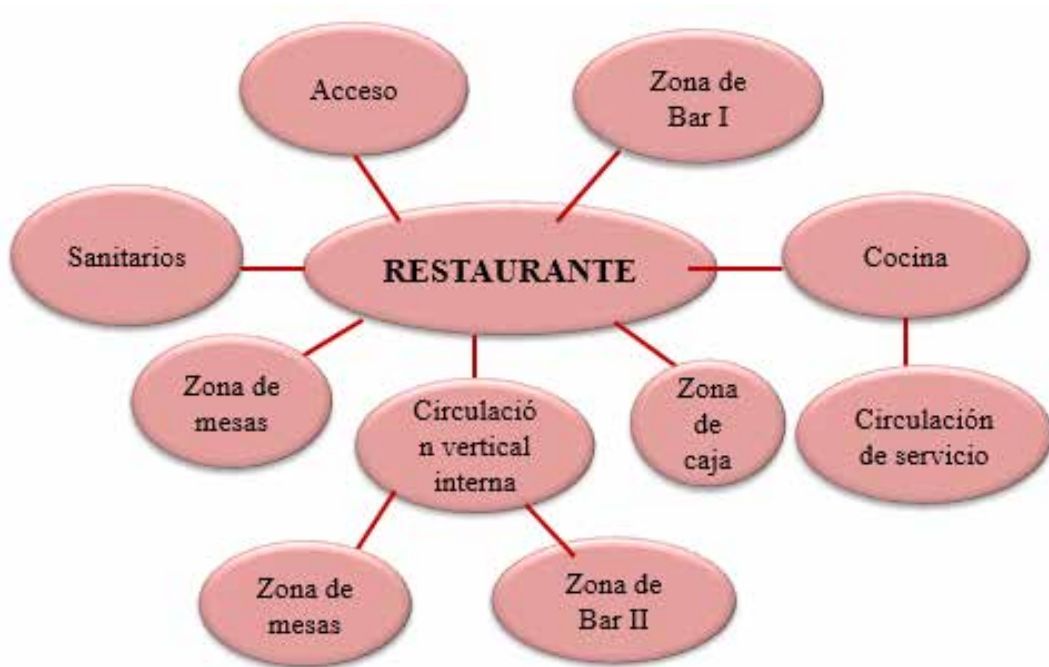 Acceso
Zona de
Bar I
Sanitarios
RESTAURANTE
Cocina
Zona de
mesas
Circulació
n vertical
interna
Zona
de
caja
Circulación
de servicio
Zona de
mesas
Zona de
Bar II